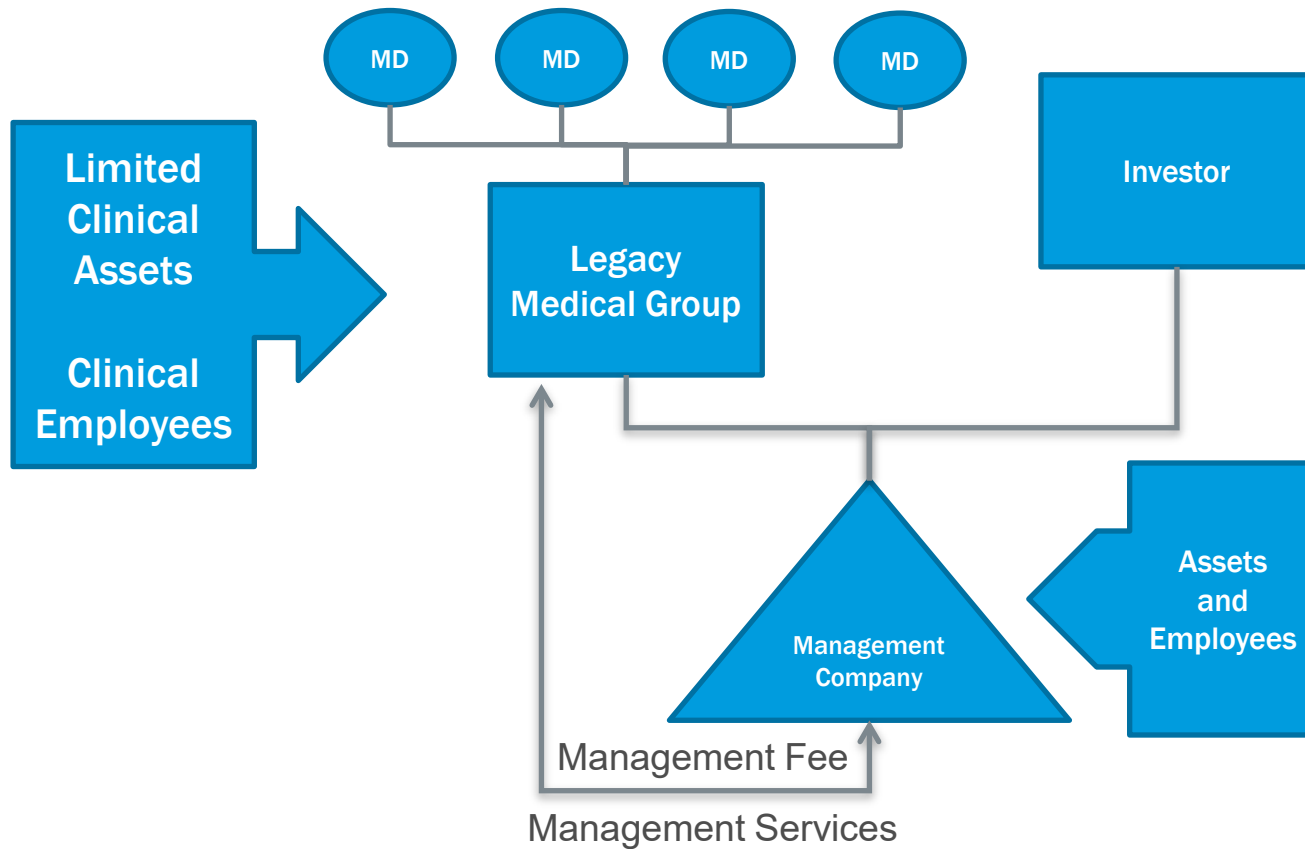 MD
MD
MD
MD
Limited
Clinical
Assets
Clinical
Employees
Legacy
Medical Group
Investor
Management
Company
Assets
and
Employees
Management Fee
Management Services